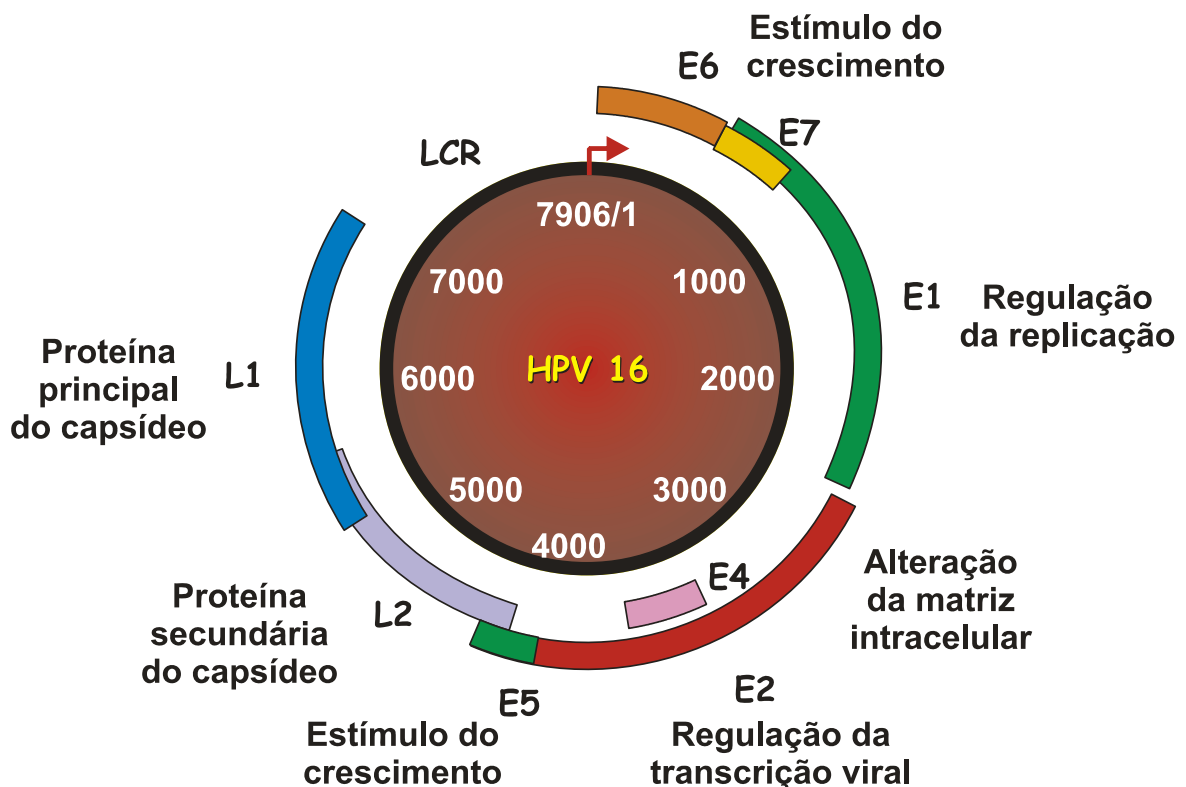 Estímulo do
crescimento
E6
E7
LCR
7906/1
7000
1000
E1
Regulação
da replicação
Proteína
principal
do capsídeo
L1
6000
HPV 16
2000
5000
3000
4000
E4
Alteração
da matriz
intracelular
Proteína
secundária
do capsídeo
L2
E5
E2
Estímulo do
crescimento
Regulação da
transcrição viral